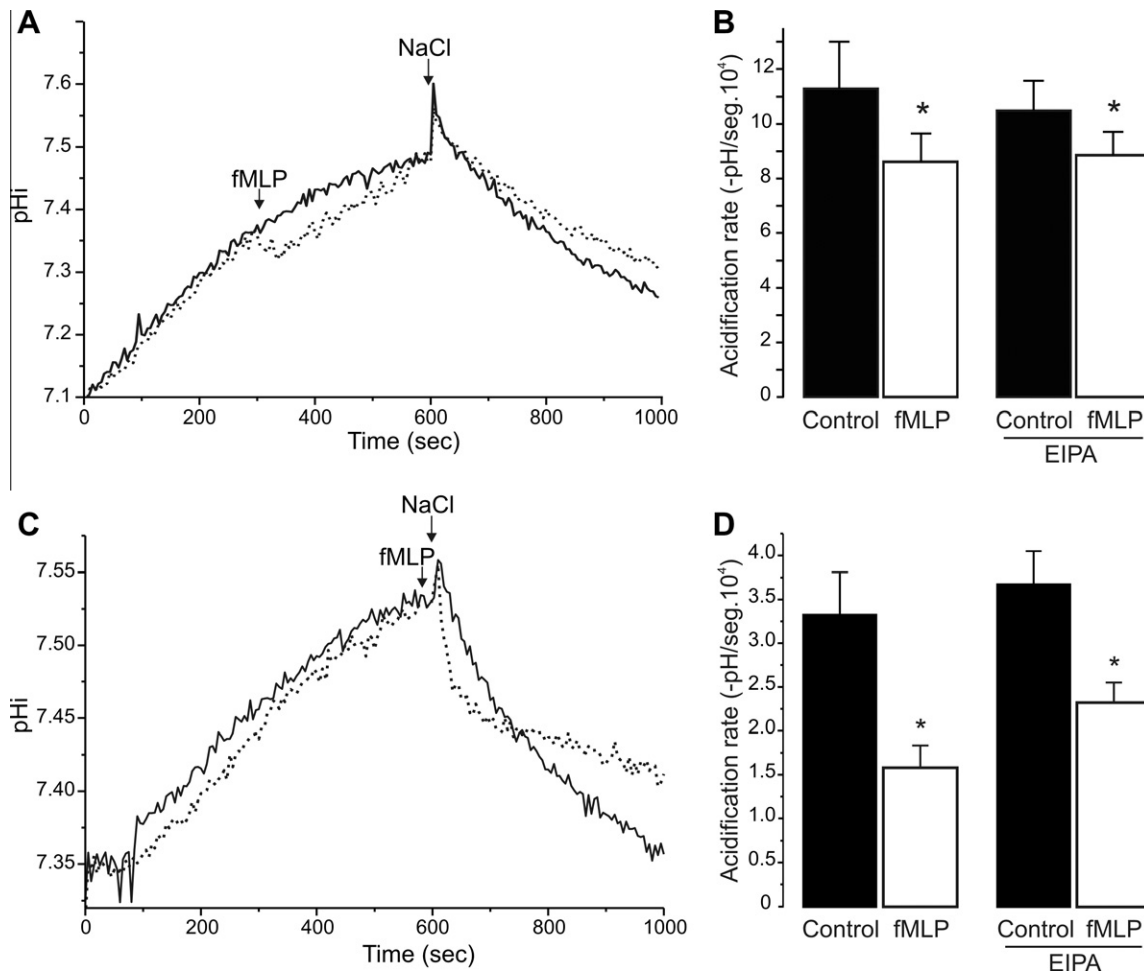 A
NaCl
fMLP
pHi
7.6
7.5
7.4
7.3
7.2
7.1
0 200 400 600 800 1000
Time (sec)
B
Acidification rate (-pH/seg.10⁴)
12
10
8
6
4
2
0
* *
Control fMLP Control fMLP
EIPA
C
NaCl
fMLP
pHi
7.55
7.50
7.45
7.40
7.35
0 200 400 600 800 1000
Time (sec)
D
Acidification rate (-pH/seg.10⁴)
4.0
3.5
3.0
2.5
2.0
1.5
1.0
0.5
0
* *
Control fMLP Control fMLP
EIPA